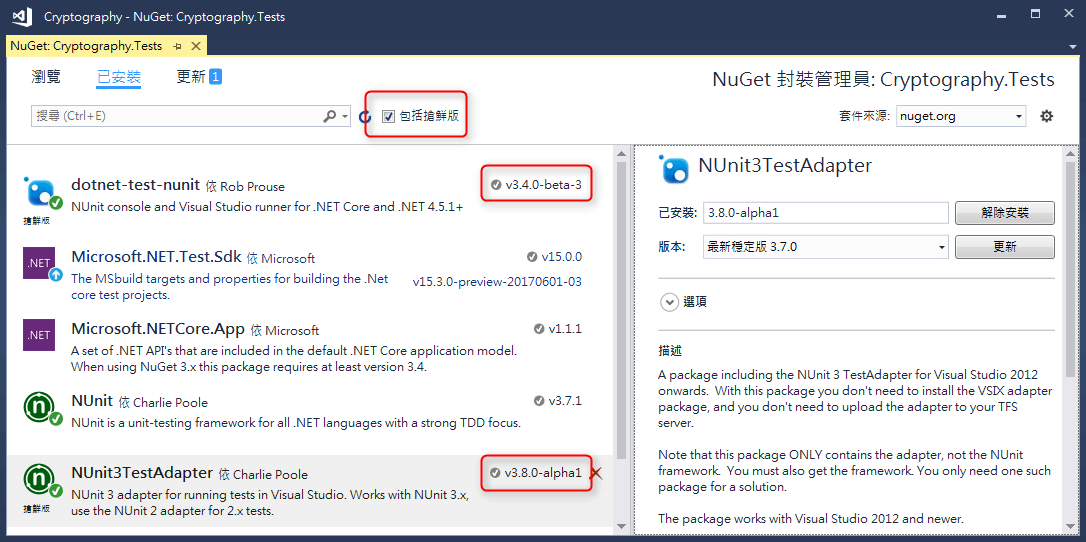 Cryptography - NuGet: Cryptography.Tests
NuGet: Cryptography.Tests
瀏覽 已安裝 更新 1
NuGet 封裝管理員: Cryptography.Tests
搜尋 (Ctrl+E)
包括搶鮮版
套件來源: nuget.org
dotnet-test-nunit 依 Rob Prouse
v3.4.0-beta-3
NUnit console and Visual Studio runner for .NET Core and .NET 4.5.1+
搶鮮版
.NET
Microsoft.NET.Test.Sdk 依 Microsoft
v15.0.0
The MSbuild targets and properties for building the .Net
core test projects.
v15.3.0-preview-20170601-03
.NET
Microsoft.NETCore.App 依 Microsoft
v1.1.1
A set of .NET API's that are included in the default .NET Core application model.
When using NuGet 3.x this package requires at least version 3.4.
n
NUnit 依 Charlie Poole
v3.7.1
NUnit is a unit-testing framework for all .NET languages with a strong TDD focus.
n
NUnit3TestAdapter 依 Charlie Poole
v3.8.0-alpha1
NUnit 3 adapter for running tests in Visual Studio. Works with NUnit 3.x,
use the NUnit 2 adapter for 2.x tests.
搶鮮版
NUnit3TestAdapter
已安裝: 3.8.0-alpha1 解除安裝
版本: 最新穩定版 3.7.0 更新
選項
描述
A package including the NUnit 3 TestAdapter for Visual Studio 2012
onwards. With this package you don't need to install the VSIX adapter
package, and you don't need to upload the adapter to your TFS
server.
Note that this package ONLY contains the adapter, not the NUnit
framework. You must also get the framework. You only need one such
package for a solution.
The package works with Visual Studio 2012 and newer.